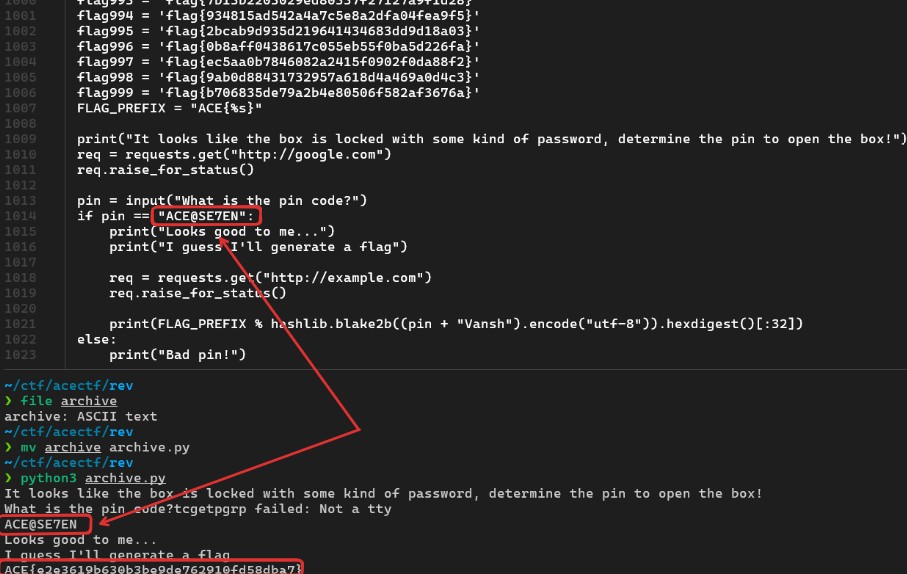 1001 flag994 = 'flag{934815ad542a4a7c5e8a2dfa04fea9f5}'
1002 flag995 = 'flag{2bcab9d935d219641434683dd9d18a03}'
1003 flag996 = 'flag{0b8aff0438617c055eb55f0ba5d226fa}'
1004 flag997 = 'flag{ec5aa0b7846082a2415f0902f0da88f2}'
1005 flag998 = 'flag{9ab0d88431732957a618d4a469a0d4c3}'
1006 flag999 = 'flag{b706835de79a2b4e80506f582af3676a}'
1007 FLAG_PREFIX = "ACE{%s}"
1008
1009 print("It looks like the box is locked with some kind of password, determine the pin to open the box!")
1010 req = requests.get("http://google.com")
1011 req.raise_for_status()
1012
1013 pin = input("What is the pin code?")
1014 if pin == "ACE@SE7EN":
1015 print("Looks good to me...")
1016 print("I guess I'll generate a flag")
1017
1018 req = requests.get("http://example.com")
1019 req.raise_for_status()
1020
1021 print(FLAG_PREFIX % hashlib.blake2b((pin + "Vansh").encode("utf-8")).hexdigest()[:32])
1022 else:
1023 print("Bad pin!")
~/ctf/acectf/rev
❯ file archive
archive: ASCII text
~/ctf/acectf/rev
❯ mv archive archive.py
~/ctf/acectf/rev
❯ python3 archive.py
It looks like the box is locked with some kind of password, determine the pin to open the box!
What is the pin code?tcgetpgrp failed: Not a tty
ACE@SE7EN
Looks good to me...
I guess I'll generate a flag
ACE{e2e3619b630b3be9de762910fd58dba7}